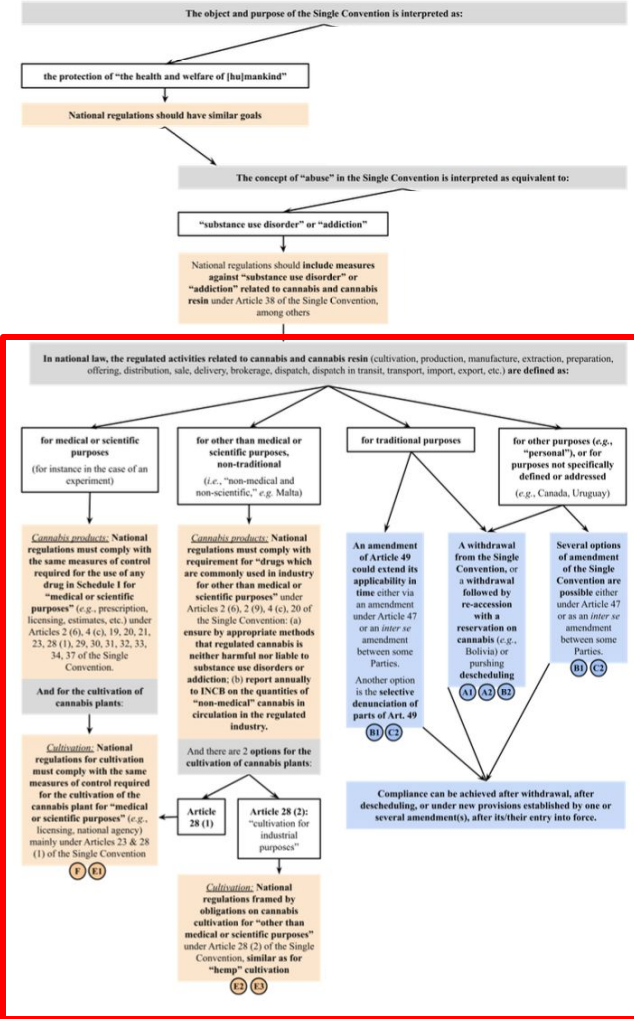 The object and purpose of the Single Convention is interpreted as:
the protection of “the health and welfare of [hu]mankind”
National regulations should have similar goals
The concept of “abuse” in the Single Convention is interpreted as equivalent to:
“substance use disorder” or “addiction”
National regulations should include measures
against “substance use disorder” or
“addiction” related to cannabis and cannabis
resin under Article 38 of the Single Convention,
among others
In national law, the regulated activities related to cannabis and cannabis resin (cultivation, production, manufacture, extraction, preparation,
offering, distribution, sale, delivery, brokerage, dispatch, dispatch in transit, transport, import, export, etc.) are defined as:
for medical or scientific
purposes
(for instance in the case of an
experiment)
for other than medical or
scientific purposes,
non-traditional
(i.e., “non-medical and
non-scientific,” e.g. Malta)
for traditional purposes
for other purposes (e.g.,
“personal”), or for
purposes not specifically
defined or addressed
(e.g., Canada, Uruguay)
Cannabis products: National
regulations must comply with
the same measures of control
required for the use of any
drug in Schedule I for
“medical or scientific
purposes” (e.g., prescription,
licensing, estimates, etc.) under
Articles 2 (6), 4 (c), 19, 20, 21,
23, 28 (1), 29, 30, 31, 32, 33,
34, 37 of the Single
Convention.
And for the cultivation of
cannabis plants:
Cultivation: National
regulations for cultivation
must comply with the same
measures of control required
for the cultivation of the
cannabis plant for “medical
or scientific purposes” (e.g.,
licensing, national agency)
mainly under Articles 23 & 28
(1) of the Single Convention
F E1
Cannabis products: National
regulations must comply with
requirement for “drugs which
are commonly used in industry
for other than medical or
scientific purposes” under
Articles 2 (6), 2 (9), 4 (c), 20 of
the Single Convention: (a)
ensure by appropriate methods
that regulated cannabis is
neither harmful nor liable to
substance use disorders or
addiction; (b) report annually
to INCB on the quantities of
“non-medical” cannabis in
circulation in the regulated
industry.
And there are 2 options for the
cultivation of cannabis plants:
Article
28 (1)
Article 28 (2):
“cultivation for
industrial
purposes”
Cultivation: National
regulations framed by
obligations on cannabis
cultivation for “other than
medical or scientific purposes”
under Article 28 (2) of the Single
Convention, similar as for
“hemp” cultivation
E2 E3
An amendment
of Article 49
could extend its
applicability in
time either via
an amendment
under Article 47
or an inter se
amendment
between some
Parties.
Another option
is the selective
denunciation of
parts of Art. 49
B1 C2
A withdrawal
from the Single
Convention, or
a withdrawal
followed by
re-accession
with a
reservation on
cannabis (e.g.,
Bolivia) or
purshing
descheduling
A1 A2 B2
Several options
of amendment
of the Single
Convention are
possible either
under Article 47
or as an inter se
amendment
between some
Parties.
B1 C2
Compliance can be achieved after withdrawal, after
descheduling, or under new provisions established by one or
several amendment(s), after its/their entry into force.